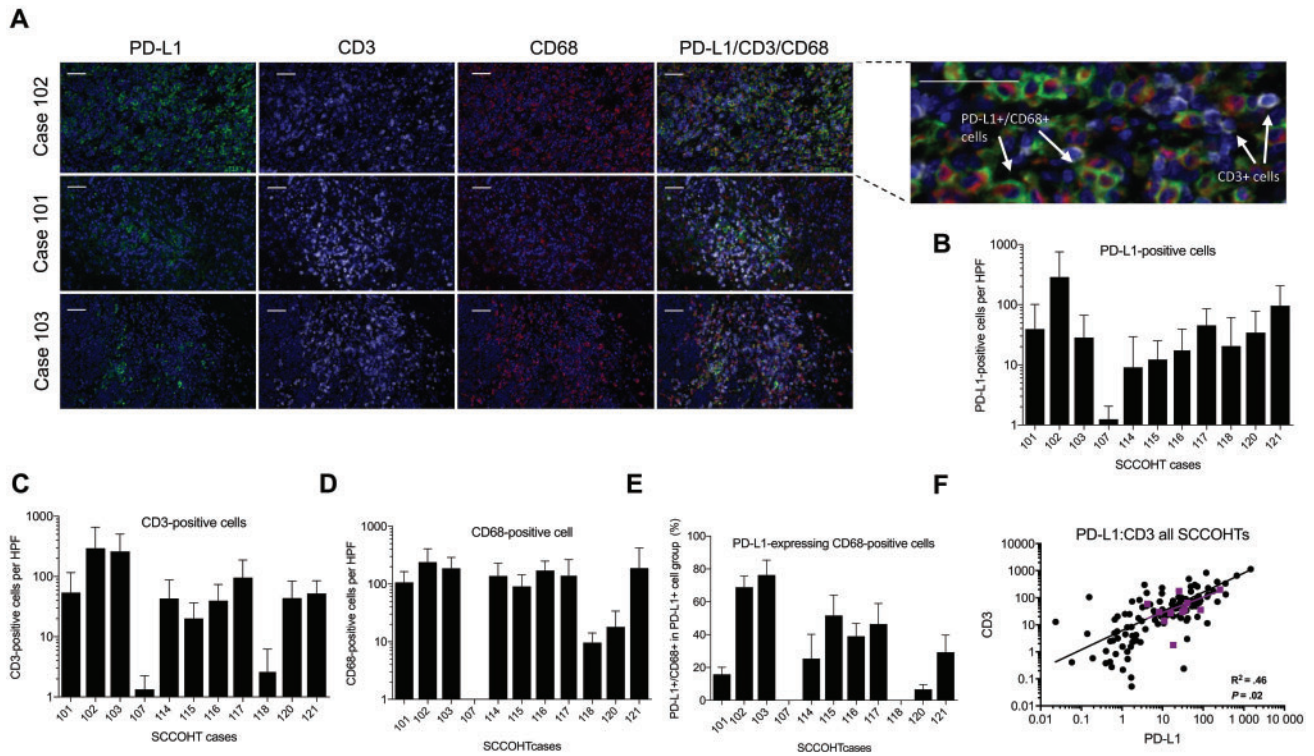 A
PD-L1
CD3
CD68
PD-L1/CD3/CD68
Case 102
Case 101
Case 103
PD-L1+/CD68+
cells
CD3+ cells
B
PD-L1-positive cells
PD-L1-positive cells per HPF
1000
100
10
1
101
102
103
107
114
115
116
117
118
120
121
SCCOHT cases
C
CD3-positive cells
CD3-positive cells per HPF
1000
100
10
1
101
102
103
107
114
115
116
117
118
120
121
SCCOHT cases
D
CD68-positive cell
CD68-positive cells per HPF
1000
100
10
1
101
102
103
107
114
115
116
117
118
120
121
SCCOHTcases
E
PD-L1-expressing CD68-positive cells
PD-L1+/CD68+ in PD-L1+ cell group (%)
100
80
60
40
20
0
101
102
103
107
114
115
116
117
118
120
121
SCCOHTcases
F
PD-L1:CD3 all SCCOHTs
CD3
10000
1000
100
10
1
0.1
0.01
R² = .46
P = .02
0.01
0.1
1
10
100
1 000
10 000
PD-L1